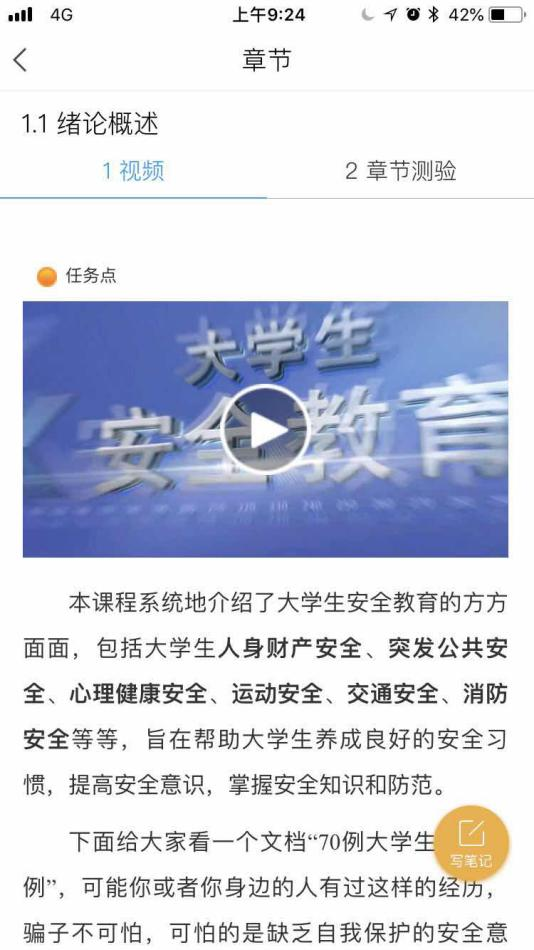 4G
上午9:24
42%
章节
1.1 绪论概述
1 视频
2 章节测验
任务点
大学生
安全教育
本课程系统地介绍了大学生安全教育的方方
面面，包括大学生人身财产安全、突发公共安
全、心理健康安全、运动安全、交通安全、消防
安全等等，旨在帮助大学生养成良好的安全习
惯，提高安全意识，掌握安全知识和防范。
下面给大家看一个文档“70例大学生
例”，可能你或者你身边的人有过这样的经历，
写笔记
骗子不可怕，可怕的是缺乏自我保护的安全意